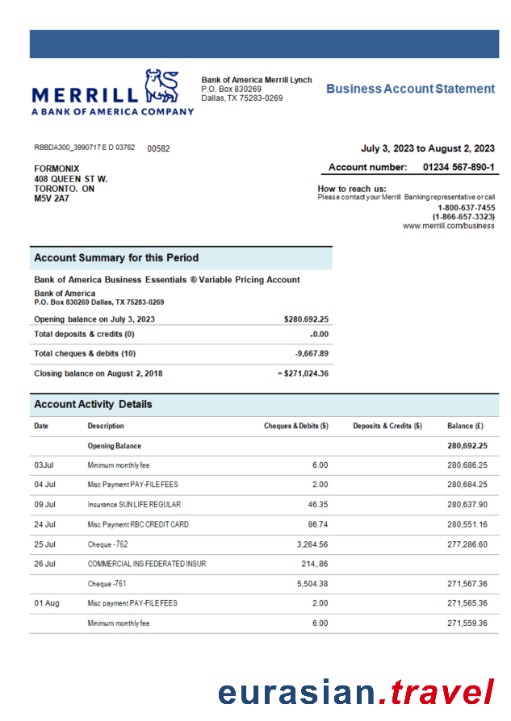 MERRILL
A BANK OF AMERICA COMPANY
Bank of America Merrill Lynch
P.O. Box 830269
Dallas, TX 75283-0269
Business Account Statement
RBBDA300_3990717 E D 03762 00582
July 3, 2023 to August 2, 2023
FORMONIX
408 QUEEN ST W.
TORONTO. ON
M5V 2A7
Account number: 01234 567-890-1
How to reach us:
Please contact your Merrill Banking representative or call
1-800-637-7455
(1-866-657-3323)
www.merrill.com/business
Account Summary for this Period
Bank of America Business Essentials ® Variable Pricing Account
Bank of America
P.O. Box 830269 Dallas, TX 75283-0269
Opening balance on July 3, 2023 $280.692.25
Total deposits & credits (0) .0.00
Total cheques & debits (10) -9,667.89
Closing balance on August 2, 2018 = $271,024.36
Account Activity Details
Date Description Cheques & Debits ($) Deposits & Credits ($) Balance (£)
Opening Balance 280,692.25
03Jul Minimum monthly fee 6.00 280,686.25
04 Jul Misc Payment PAY-FILE FEES 2.00 280,684.25
09 Jul Insurance SUN LIFE REGULAR 46.35 280,637.90
24 Jul Misc Payment RBC CREDIT CARD 86.74 280,551.16
25 Jul Cheque -762 3,264.56 277,286.60
26 Jul COMMERCIAL INS FEDERATED INSUR 214,.86
Cheque -761 5,504.38 271,567.36
01 Aug Misc payment PAY-FILE FEES 2.00 271,565.36
Minimum monthly fee 6.00 271,559.36
eurasian.travel